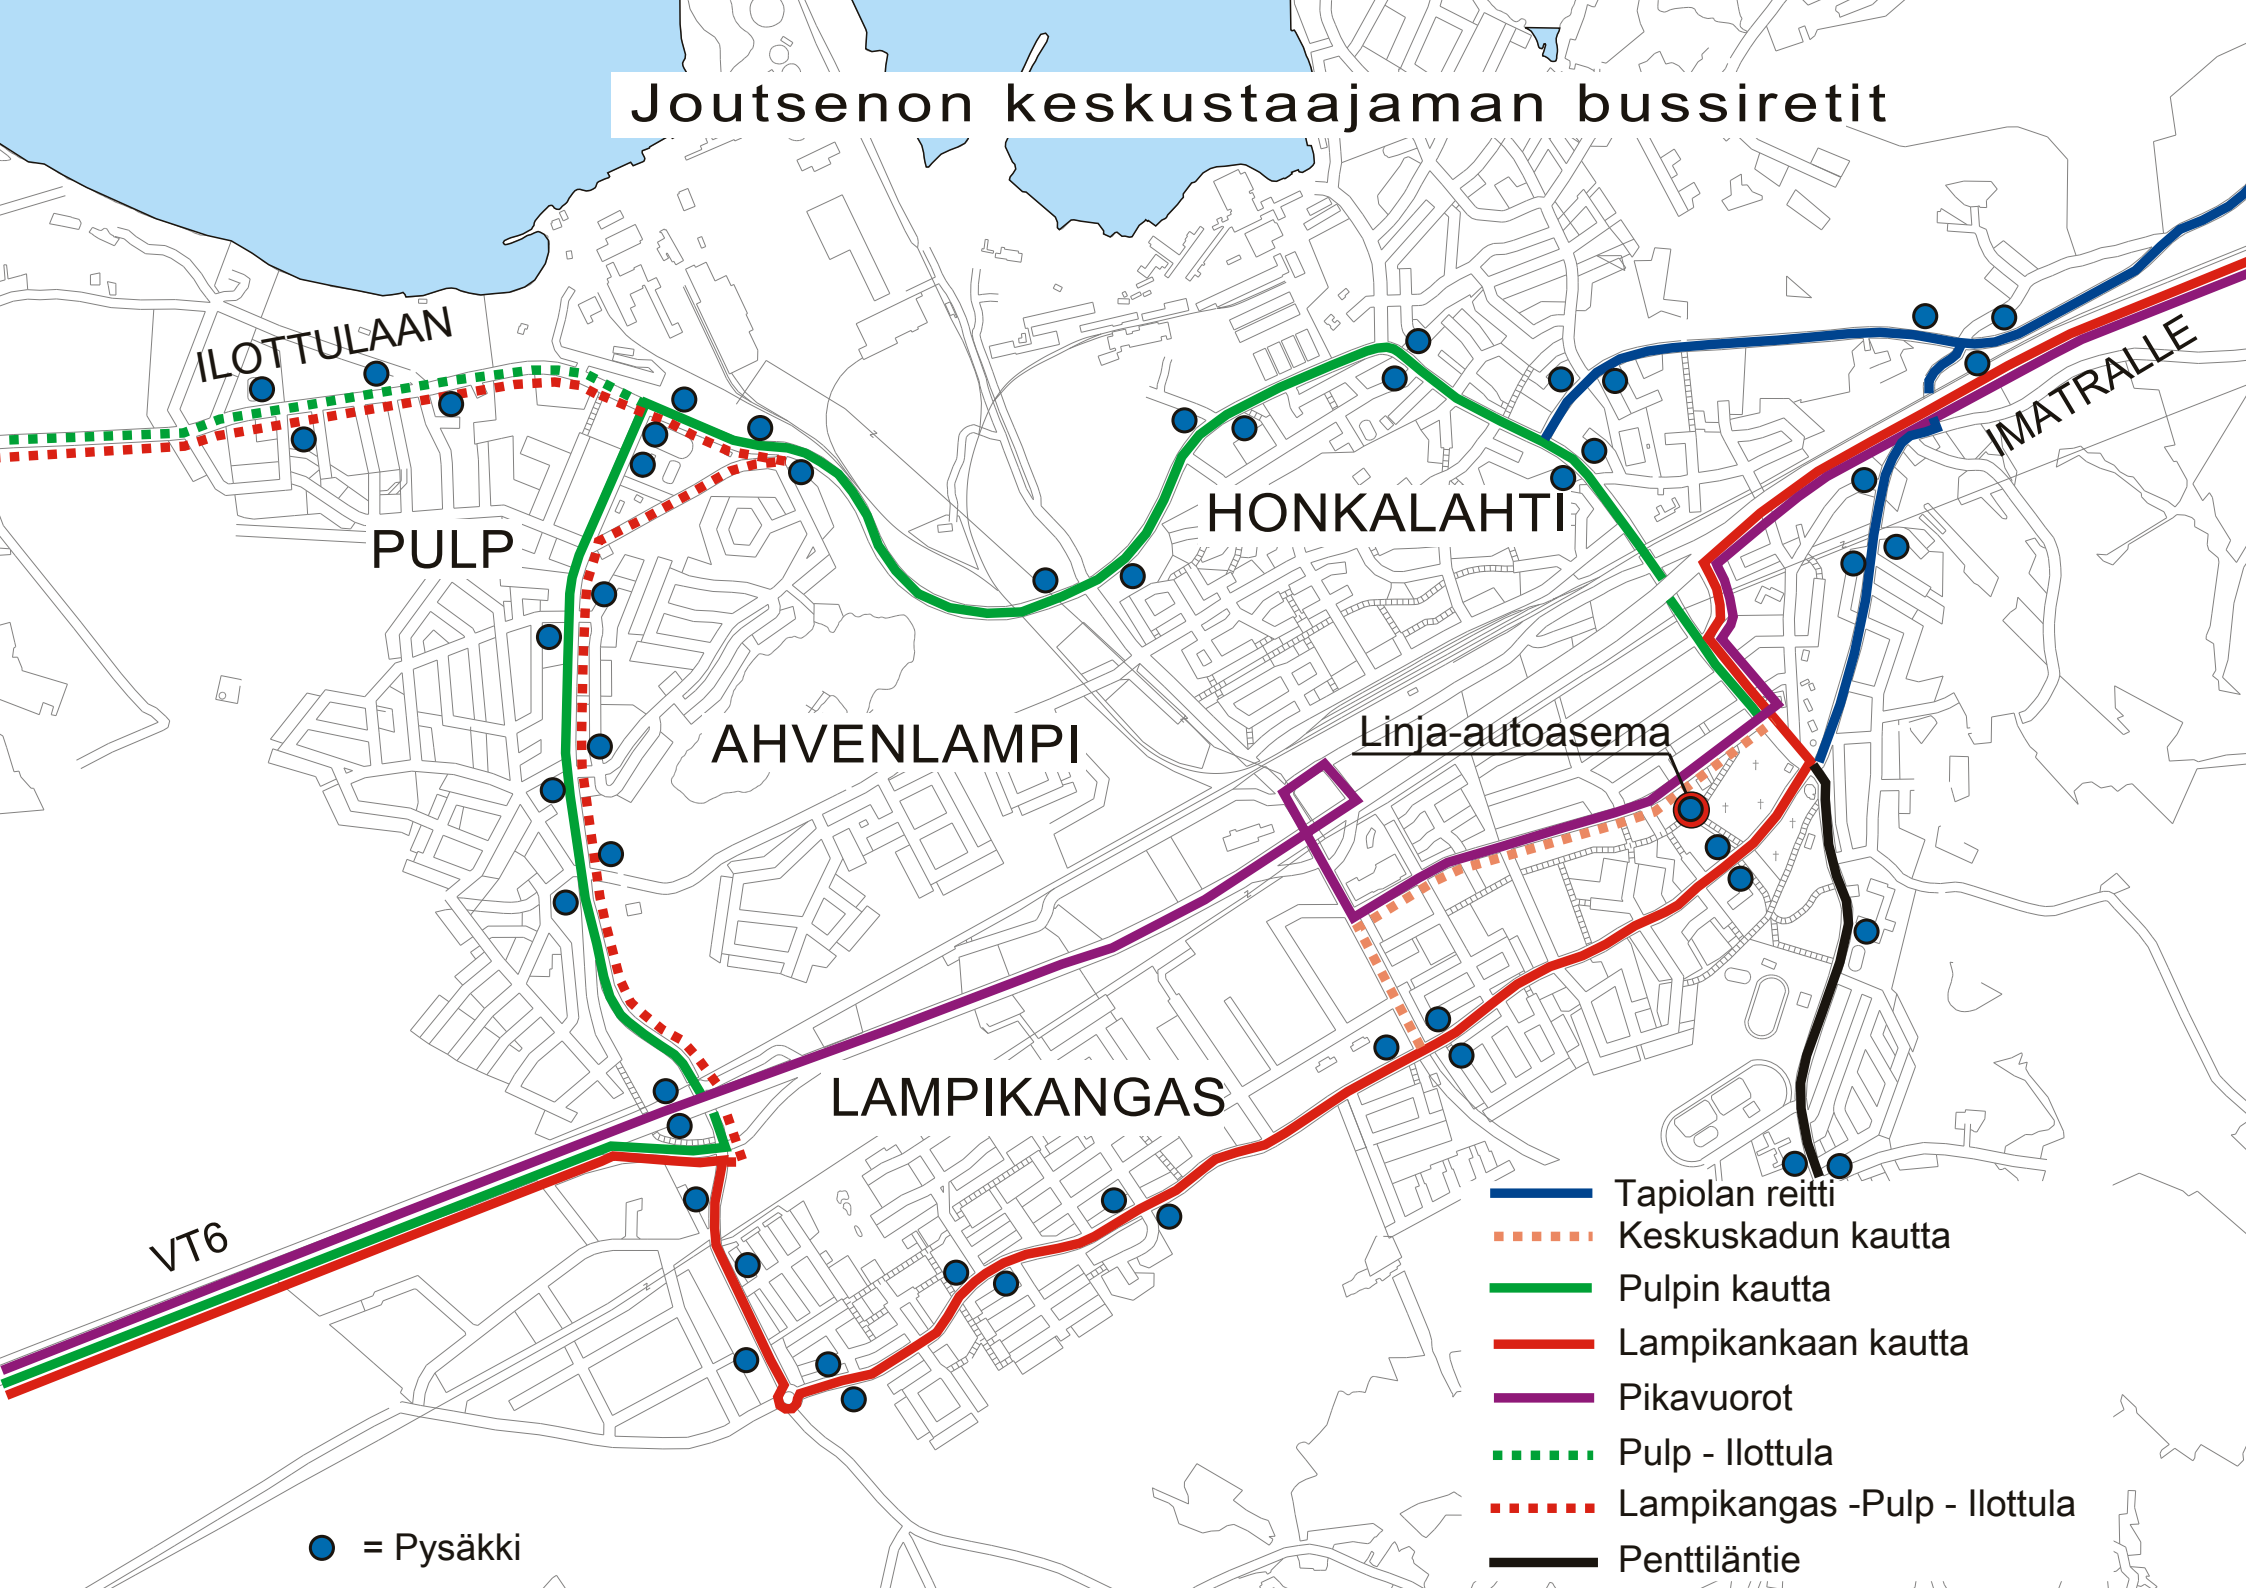 Joutsenon keskustaajaman bussiretit
ILOTTULAAN
IMATRALLE
HONKALAHTI
PULP
AHVENLAMPI
Linja-autoasema
LAMPIKANGAS
VT6
Tapiolan reitti
Keskuskadun kautta
Pulpin kautta
Lampikankaan kautta
Pikavuorot
Pulp - Ilottula
Lampikangas -Pulp - Ilottula
Penttiläntie
= Pysäkki